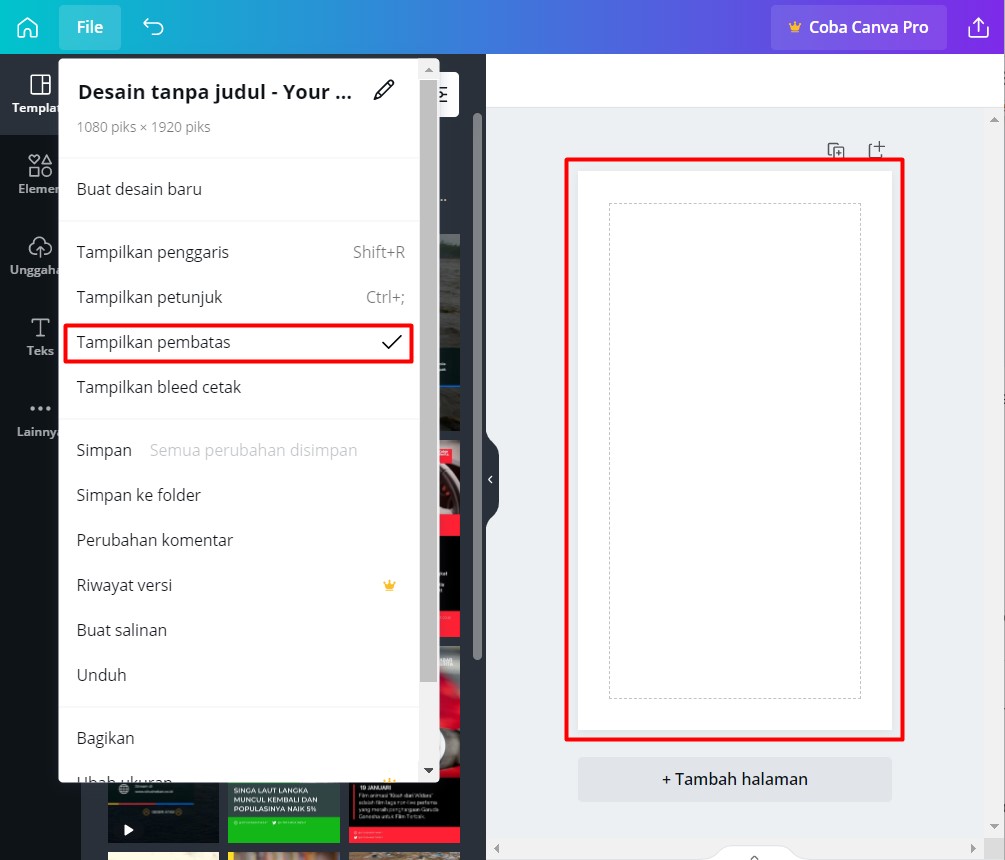 File
Coba Canva Pro
Templat
Elemen
Unggaha
Teks
Lainnya
Desain tanpa judul - Your ...
1080 piks × 1920 piks
Buat desain baru
Tampilkan penggaris Shift+R
Tampilkan petunjuk Ctrl+;
Tampilkan pembatas
Tampilkan bleed cetak
Simpan Semua perubahan disimpan
Simpan ke folder
Perubahan komentar
Riwayat versi
Buat salinan
Unduh
Bagikan
Ubah ukuran
+ Tambah halaman
SINGA LAUT LANGKA
MUNCUL KEMBALI DAN
POPULASINYA NAIK 5%
19 JANUARI